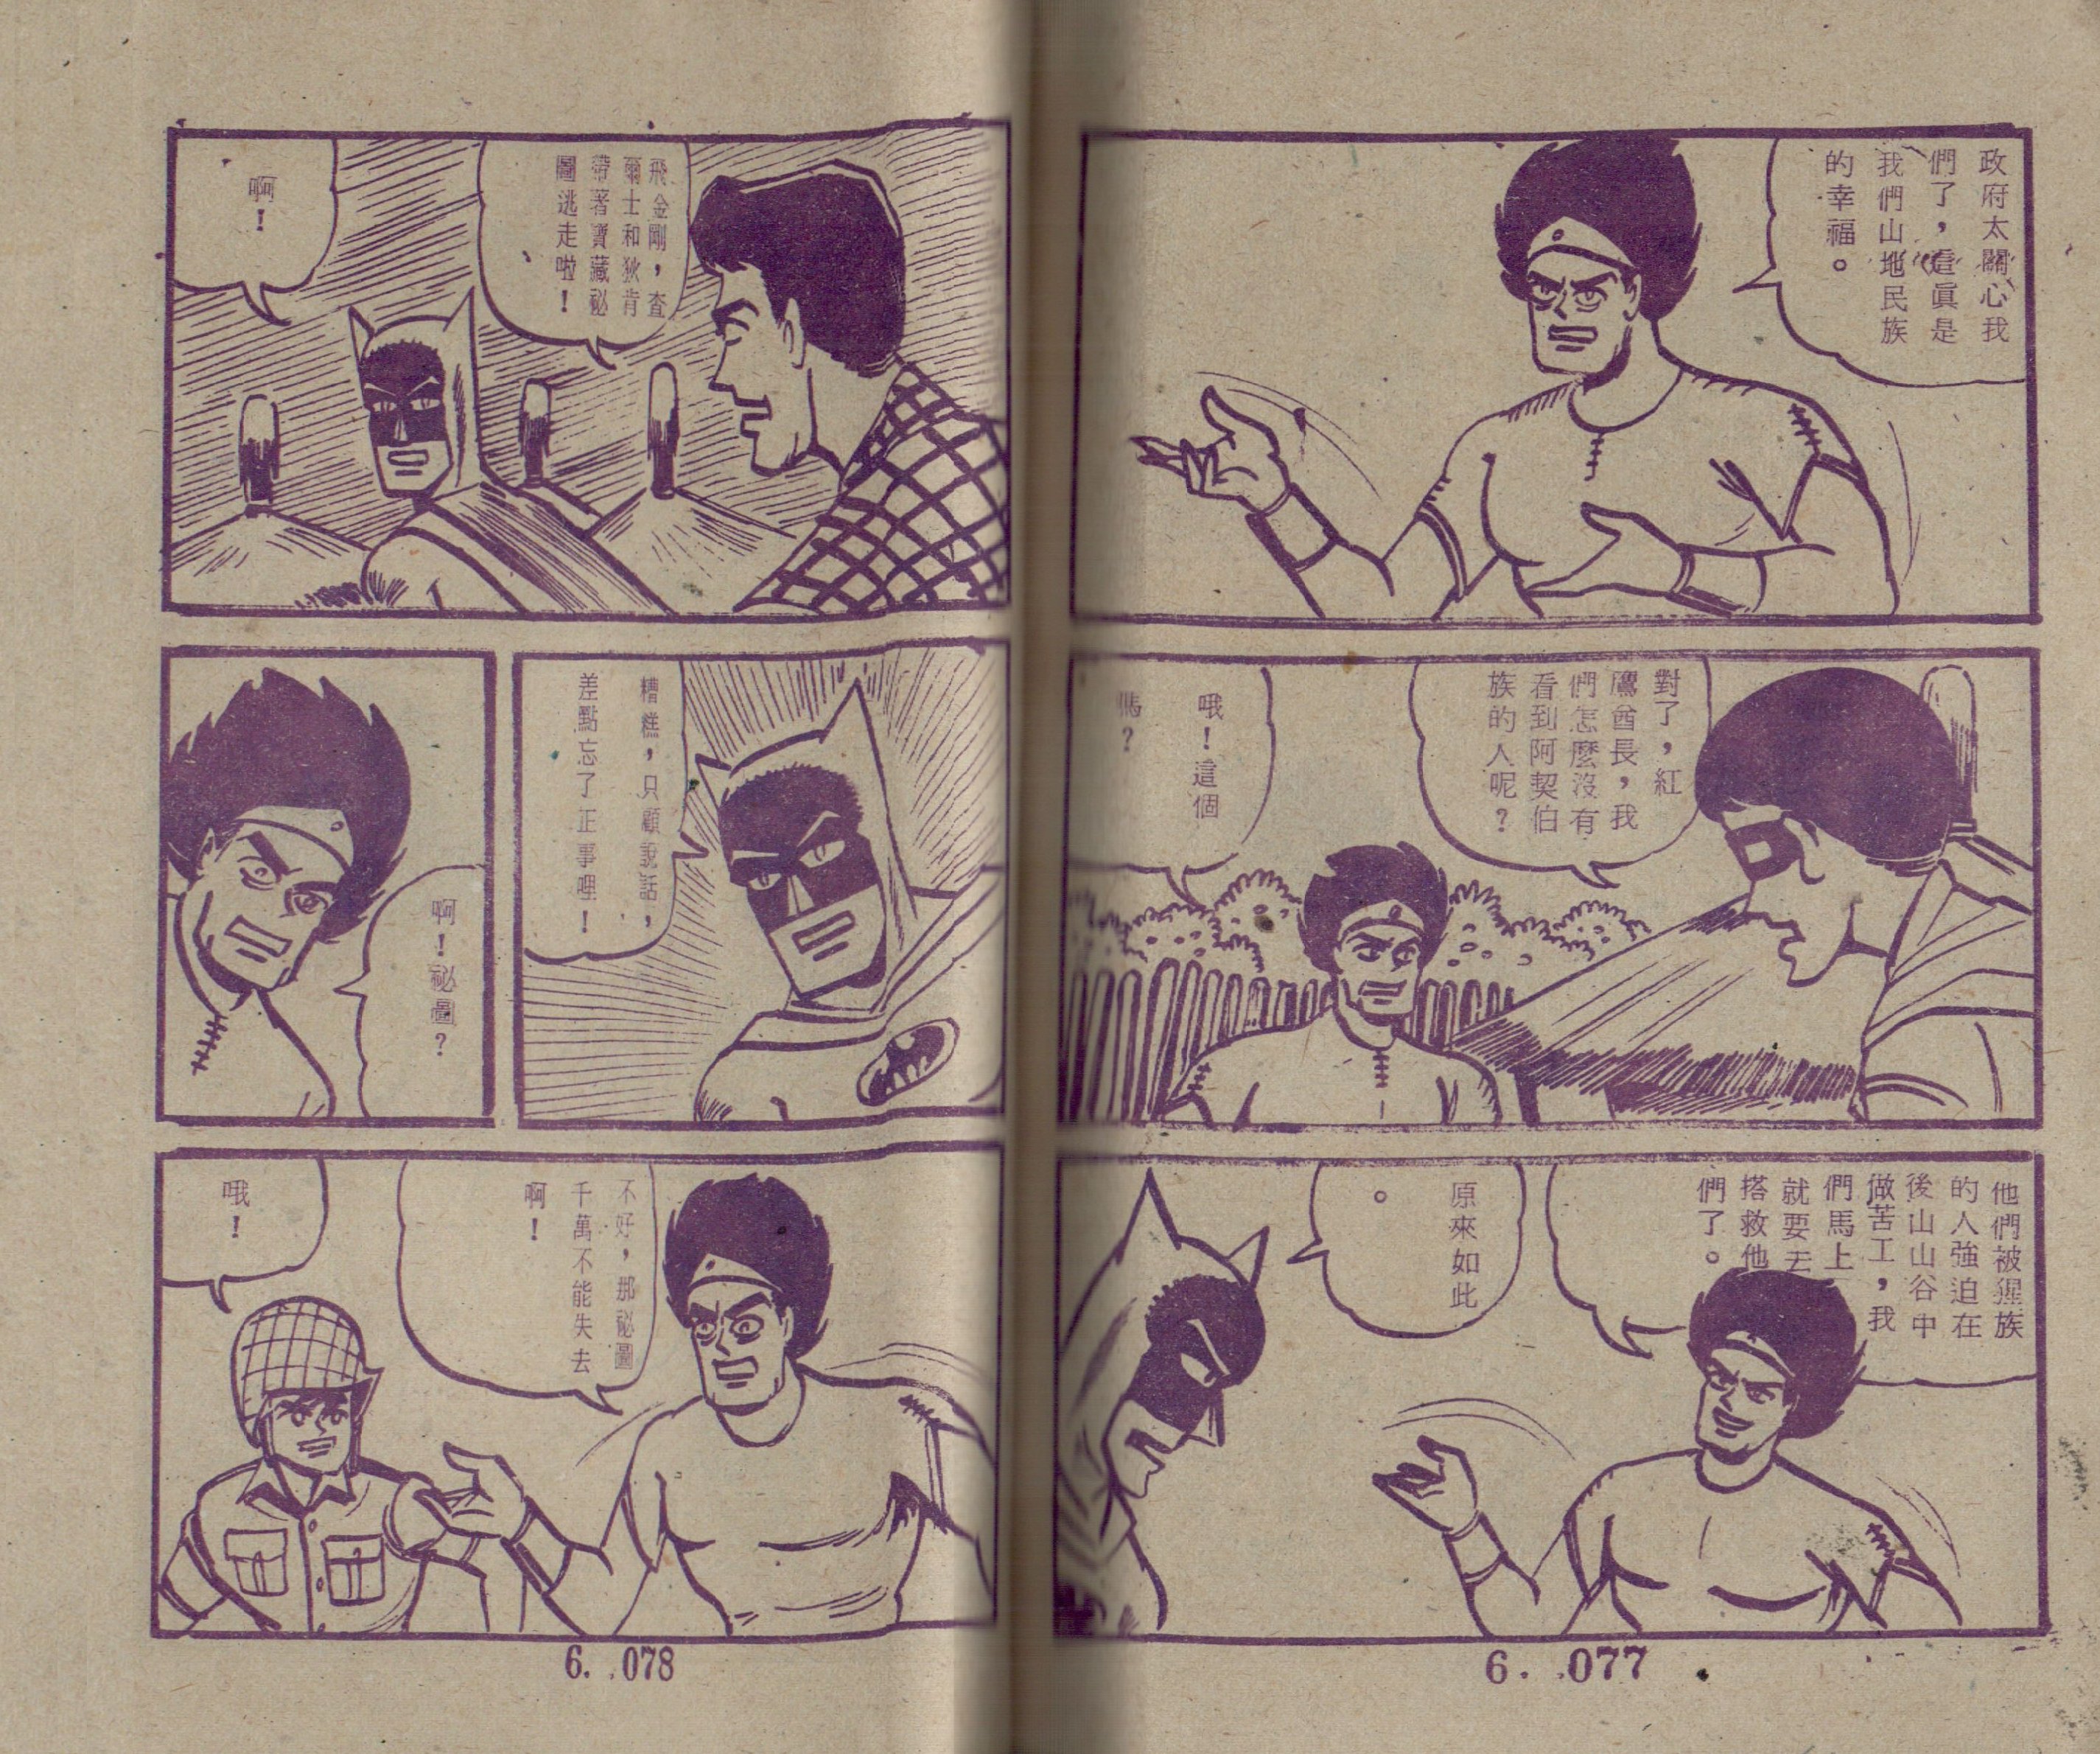 政府太關心我
們了，這眞是
我們山地民族
的幸福。
對了，紅
鷹酋長，我
們怎麼沒有
看到阿契伯
族的人呢？
哦！這個
嗎？
他們被猩族
的人強迫在
後山山谷中
做苦工，我
們馬上
就要去
搭救他
們了。
原來如此
。
6. .077
飛金剛，查
爾士和狄肯
帶著寶藏祕
圖逃走啦！
啊！
糟糕，只顧說話，
差點忘了正事哩！
啊！祕圖？
不好，那祕圖
千萬不能失去
啊！
哦！
6. .078